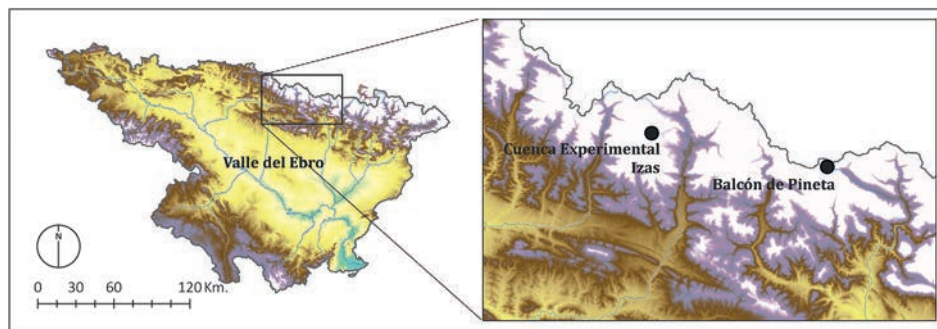 Valle del Ebro
N
0 30 60 120 Km.
Cuenca Experimental
Izas
Balcón de Pineta